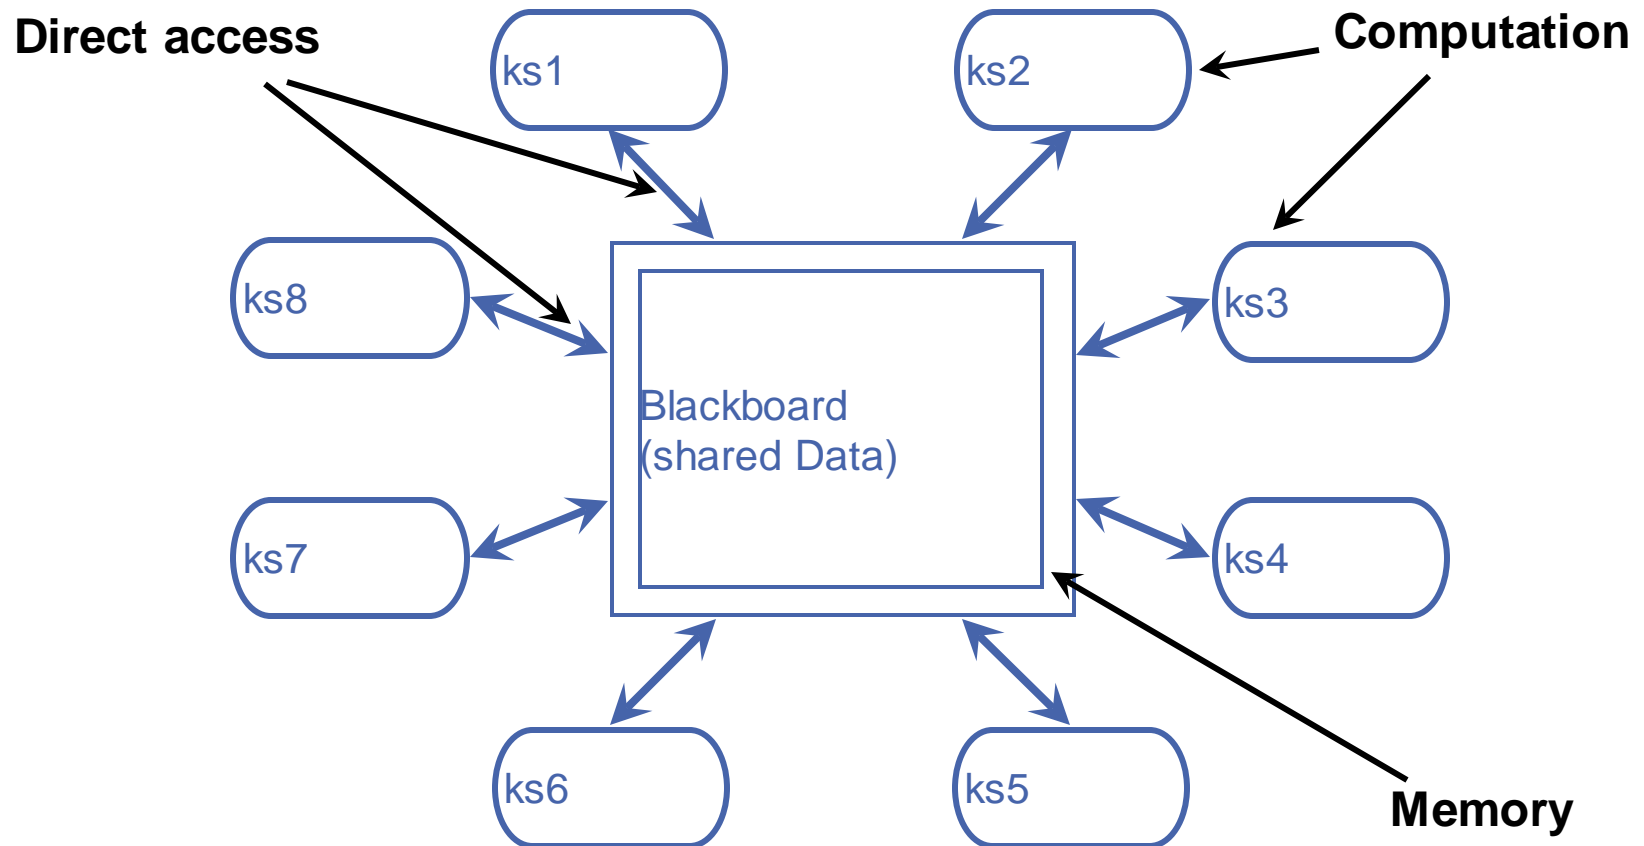 Direct access
Computation
ks1
ks2
ks8
ks3
Blackboard
(shared Data)
ks7
ks4
ks6
ks5
Memory